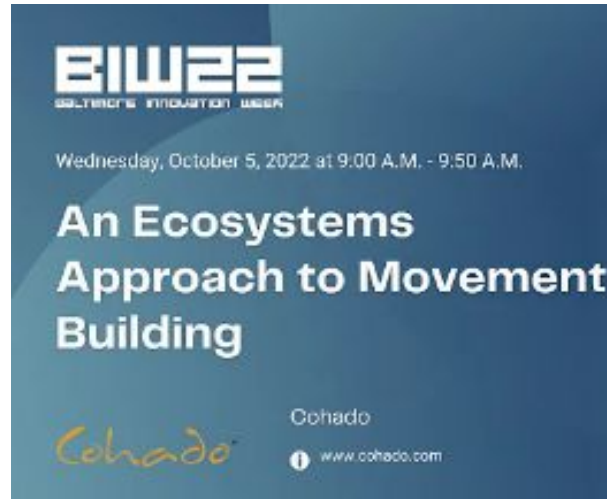 BIW22
BALTIMORE INNOVATION WEEK
Wednesday, October 5, 2022 at 9:00 A.M. - 9:50 A.M.
An Ecosystems
Approach to Movement
Building
Cohado
Cohado
www.cohado.com